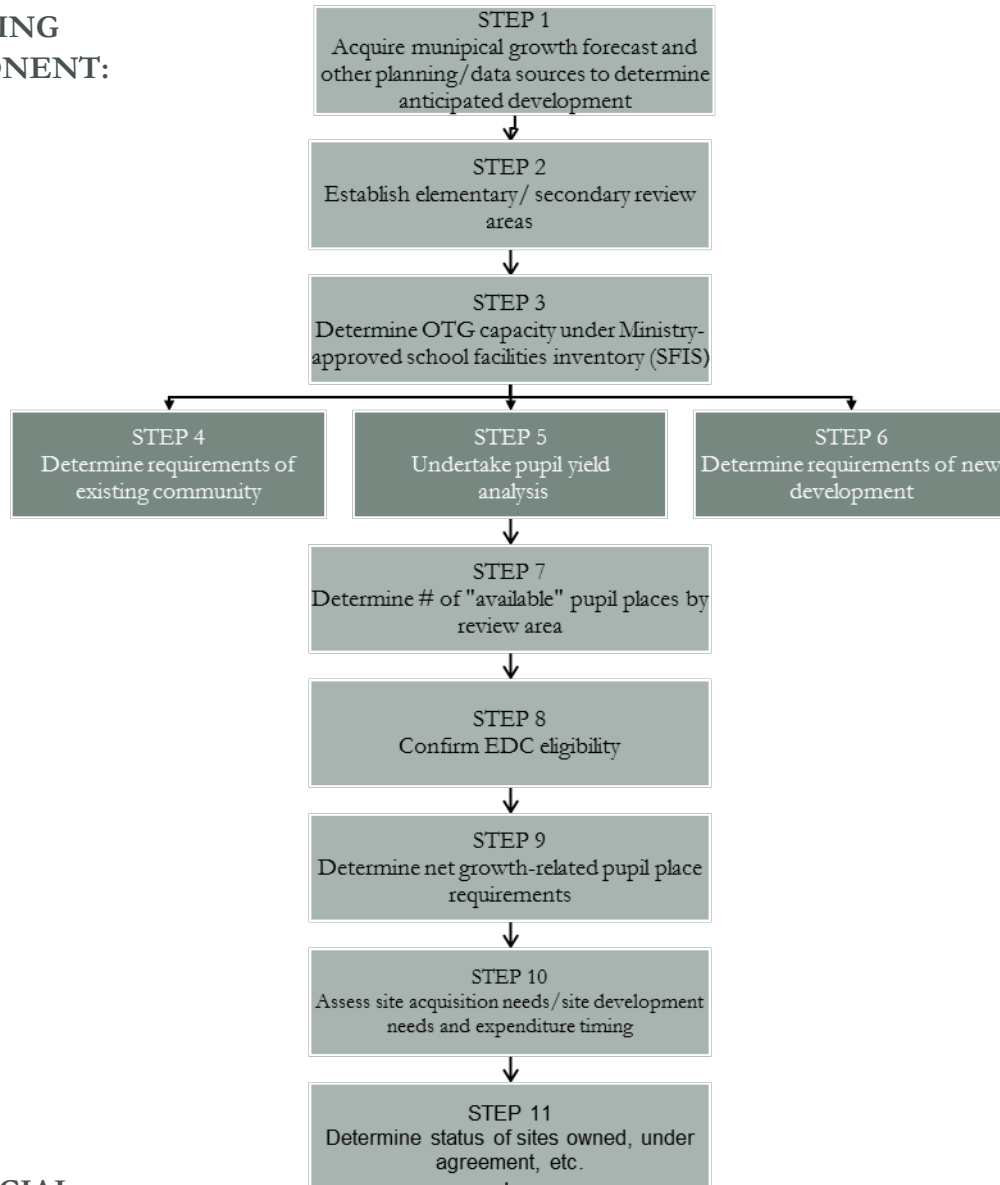 STEP 1
Acquire munipical growth forecast and
other planning/data sources to determine
anticipated development
STEP 2
Establish elementary/ secondary review
areas
STEP 3
Determine OTG capacity under Ministry-
approved school facilities inventory (SFIS)
STEP 4
Determine requirements of
existing community
STEP 5
Undertake pupil yield
analysis
STEP 6
Determine requirements of new
development
STEP 7
Determine # of "available" pupil places by
review area
STEP 8
Confirm EDC eligibility
STEP 9
Determine net growth-related pupil place
requirements
STEP 10
Assess site acquisition needs/site development
needs and expenditure timing
STEP 11
Determine status of sites owned, under
agreement, etc.